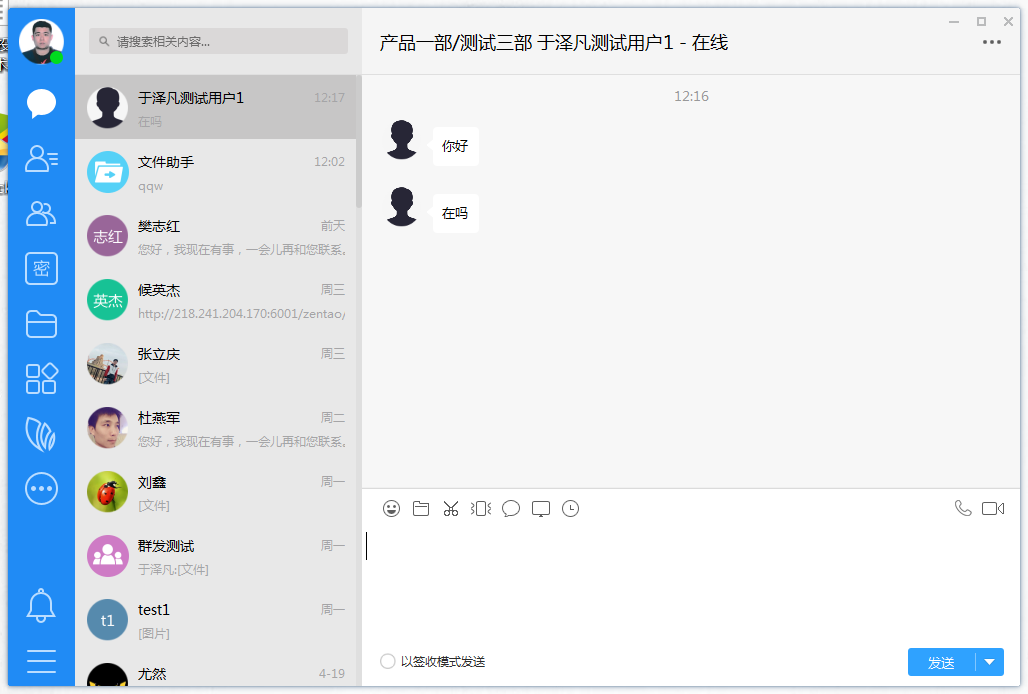 请搜索相关内容...
产品一部/测试三部 于泽凡测试用户1 - 在线
密
于泽凡测试用户1
12:17
在吗
文件助手
12:02
qqw
志红
樊志红
前天
您好，我现在有事，一会儿再和您联系。
英杰
候英杰
周三
http://218.241.204.170:6001/zentao/
张立庆
周三
[文件]
杜燕军
周二
您好，我现在有事，一会儿再和您联系。
刘鑫
周一
[文件]
群发测试
周一
于泽凡:[文件]
t1
test1
周一
[图片]
尤然
4-19
12:16
你好
在吗
以签收模式发送
发送